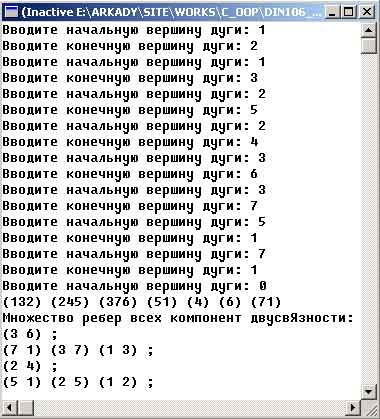 (Inactive E:\ARKADY\SITE\WORKS\C_OOP\DINI06_...
Вводите начальную вершину дуги: 1
Вводите конечную вершину дуги: 2
Вводите начальную вершину дуги: 1
Вводите конечную вершину дуги: 3
Вводите начальную вершину дуги: 2
Вводите конечную вершину дуги: 5
Вводите начальную вершину дуги: 2
Вводите конечную вершину дуги: 4
Вводите начальную вершину дуги: 3
Вводите конечную вершину дуги: 6
Вводите начальную вершину дуги: 3
Вводите конечную вершину дуги: 7
Вводите начальную вершину дуги: 5
Вводите конечную вершину дуги: 1
Вводите начальную вершину дуги: 7
Вводите конечную вершину дуги: 1
Вводите начальную вершину дуги: 0
(132) (245) (376) (51) (4) (6) (71)
Множество ребер всех компонент двусвЯзности:
(3 6) ;
(7 1) (3 7) (1 3) ;
(2 4) ;
(5 1) (2 5) (1 2) ;